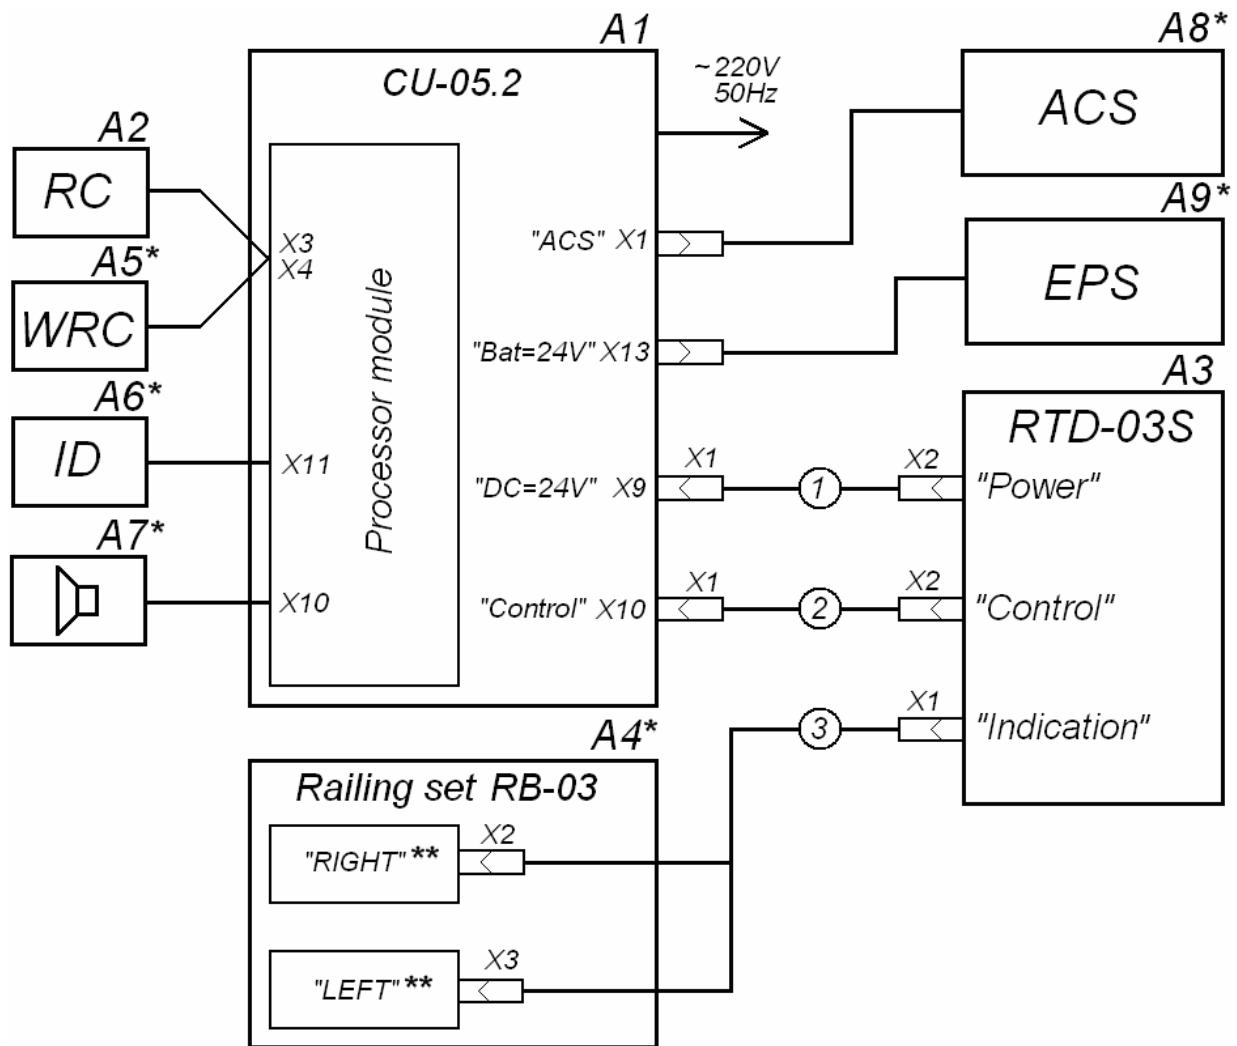 A1
A8*
CU-05.2
~220V
50Hz
ACS
A2
RC
A9*
EPS
A5*
WRC
X3
X4
"ACS" X1
Processor module
"Bat=24V" X13
A3
RTD-03S
A6*
ID
X11
"DC=24V" X9
X1
1
X2
"Power"
A7*
X10
"Control" X10
X1
2
X2
"Control"
3
X1
"Indication"
A4*
Railing set RB-03
"RIGHT"**
X2
"LEFT"**
X3